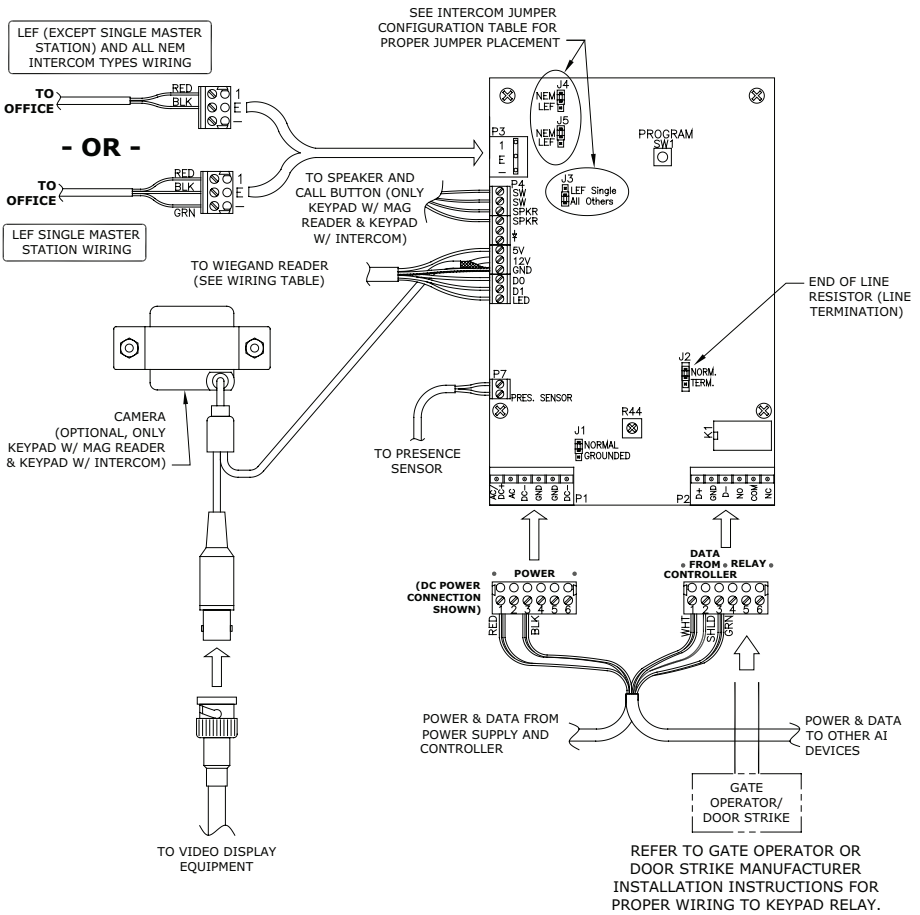 SEE INTERCOM JUMPER
CONFIGURATION TABLE FOR
PROPER JUMPER PLACEMENT
LEF (EXCEPT SINGLE MASTER
STATION) AND ALL NEM
INTERCOM TYPES WIRING
TO
OFFICE
RED
BLK
1
E
-
- OR -
TO
OFFICE
RED
BLK
GRN
1
E
-
LEF SINGLE MASTER
STATION WIRING
J4
NEM
LEF
J5
NEM
LEF
P3
1
E
-
PROGRAM
SW1
J3
LEF Single
All Others
TO SPEAKER AND
CALL BUTTON (ONLY
KEYPAD W/ MAG
READER & KEYPAD
W/ INTERCOM)
P4
SW
SW
SPKR
SPKR
5V
12V
GND
D0
D1
LED
TO WIEGAND READER
(SEE WIRING TABLE)
END OF LINE
RESISTOR (LINE
TERMINATION)
J2
NORM.
TERM.
CAMERA
(OPTIONAL, ONLY
KEYPAD W/ MAG READER
& KEYPAD W/ INTERCOM)
P7
PRES. SENSOR
TO PRESENCE
SENSOR
R44
J1
NORMAL
GROUNDED
K1
AC/
DC+
AC
DC-
GND
GND
DC-
P1
P2
D+
GND
D-
NO
COM
NC
(DC POWER
CONNECTION
SHOWN)
• POWER •
1 2 3 4 5 6
RED
BLK
DATA
• FROM • RELAY •
CONTROLLER
1 2 3 4 5 6
WHT
SHLD
GRN
POWER & DATA FROM
POWER SUPPLY AND
CONTROLLER
POWER & DATA
TO OTHER AI
DEVICES
GATE
OPERATOR/
DOOR STRIKE
TO VIDEO DISPLAY
EQUIPMENT
REFER TO GATE OPERATOR OR
DOOR STRIKE MANUFACTURER
INSTALLATION INSTRUCTIONS FOR
PROPER WIRING TO KEYPAD RELAY.